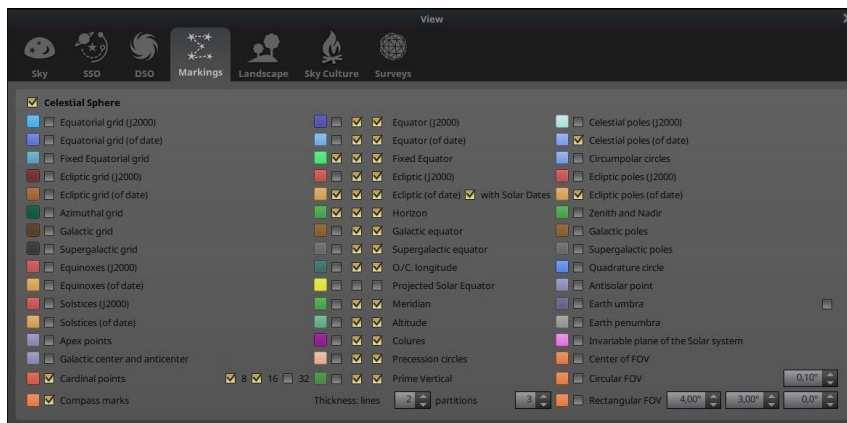 View
Sky SSO DSO Markings Landscape Sky Culture Surveys
Celestial Sphere
Equatorial grid (J2000) Equator (J2000) Celestial poles (J2000)
Equatorial grid (of date) Equator (of date) Celestial poles (of date)
Fixed Equatorial grid Fixed Equator Circumpolar circles
Ecliptic grid (J2000) Ecliptic (J2000) Ecliptic poles (J2000)
Ecliptic grid (of date) Ecliptic (of date) with Solar Dates Ecliptic poles (of date)
Azimuthal grid Horizon Zenith and Nadir
Galactic grid Galactic equator Galactic poles
Supergalactic grid Supergalactic equator Supergalactic poles
Equinoxes (J2000) O./C. longitude Quadrature circle
Equinoxes (of date) Projected Solar Equator Antisolar point
Solstices (J2000) Meridian Earth umbra
Solstices (of date) Altitude Earth penumbra
Apex points Colures Invariable plane of the Solar system
Galactic center and anticenter Precession circles Center of FOV
Cardinal points 8 16 32 Prime Vertical Circular FOV 0,10°
Compass marks Thickness: lines 2 partitions 3 Rectangular FOV 4,00° 3,00° 0,0°